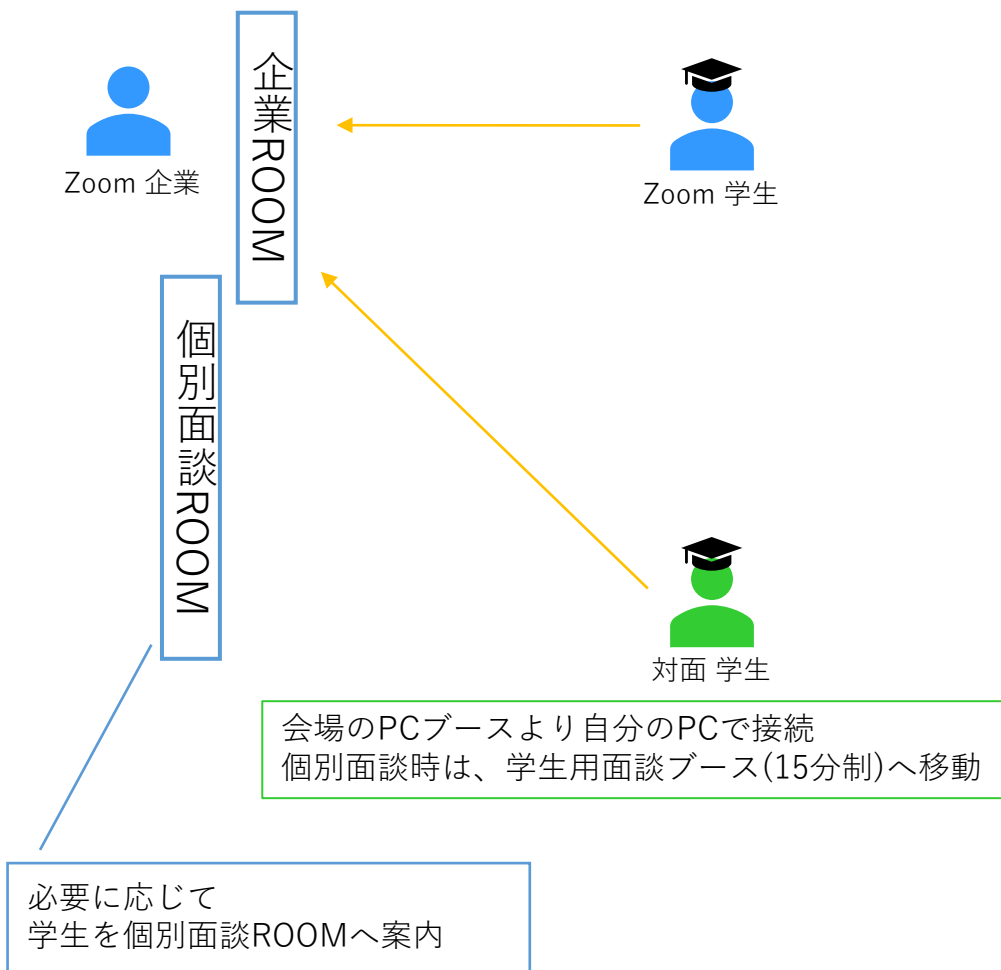 企業ROOM
Zoom 企業
Zoom 学生
個別面談ROOM
対面 学生
会場のPCブースより自分のPCで接続
個別面談時は、学生用面談ブース(15分制)へ移動
必要に応じて
学生を個別面談ROOMへ案内